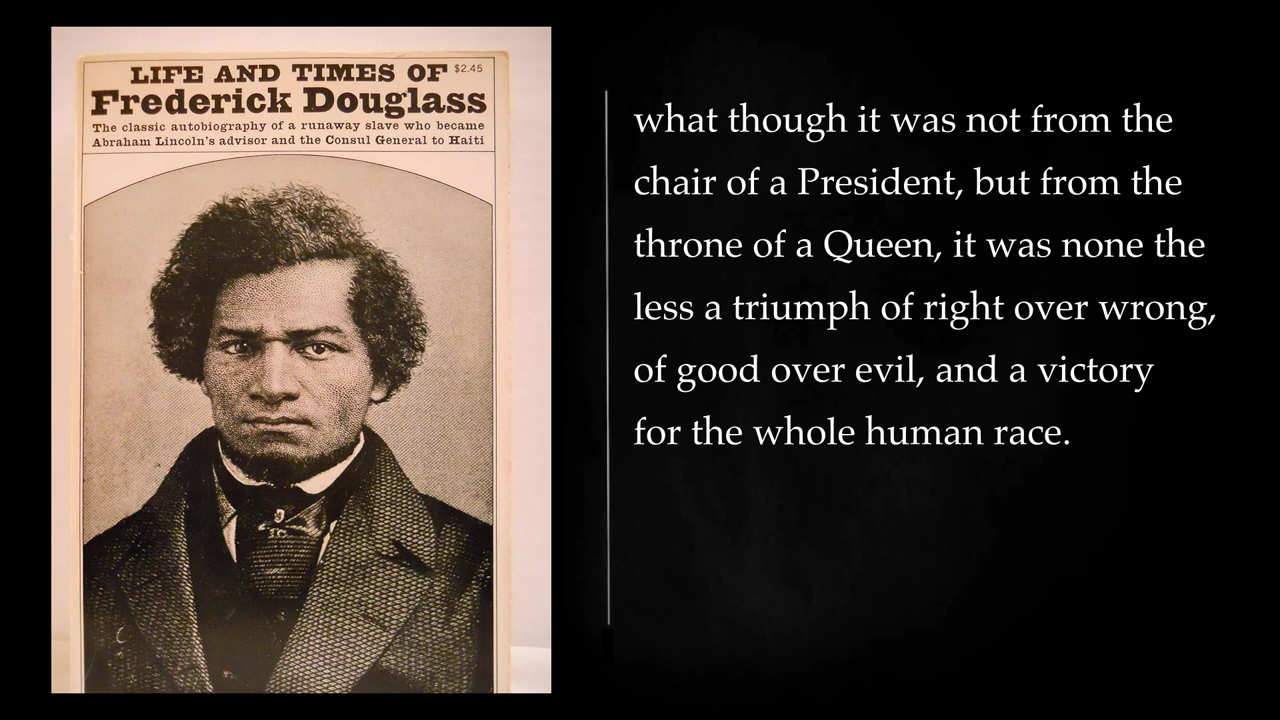 LIFE AND TIMES OF $2.45
Frederick Douglass
The classic autobiography of a runaway slave who became
Abraham Lincoln's advisor and the Consul General to Haiti
what though it was not from the
chair of a President, but from the
throne of a Queen, it was none the
less a triumph of right over wrong,
of good over evil, and a victory
for the whole human race.